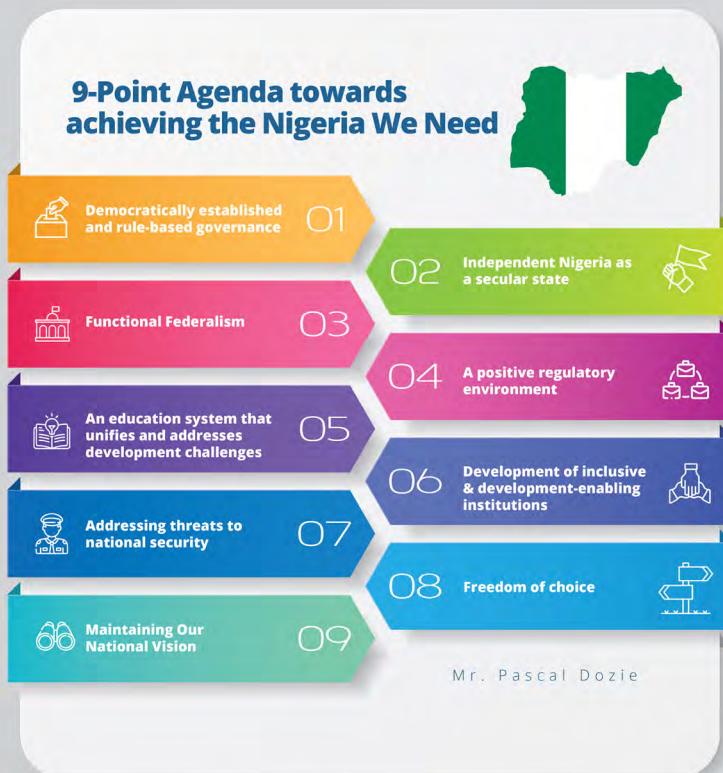 9-Point Agenda towards
achieving the Nigeria We Need
Democratically established
and rule-based governance
01
02
Independent Nigeria as
a secular state
Functional Federalism
03
04
A positive regulatory
environment
An education system that
unifies and addresses
development challenges
05
06
Development of inclusive
& development-enabling
institutions
Addressing threats to
national security
07
08
Freedom of choice
Maintaining Our
National Vision
09
Mr. Pascal Dozie